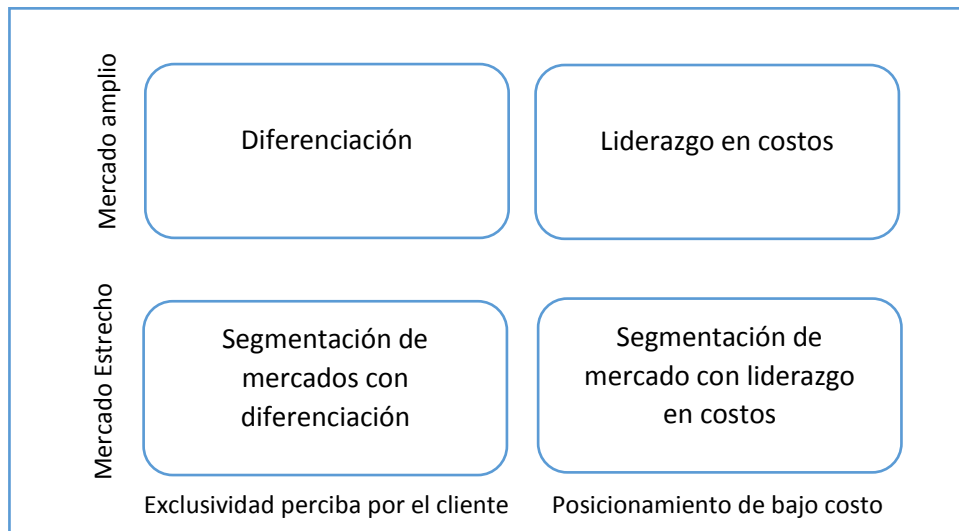 Mercado amplio
Diferenciación
Liderazgo en costos
Mercado Estrecho
Segmentación de
mercados con
diferenciación
Segmentación de
mercado con liderazgo
en costos
Exclusividad perciba por el cliente
Posicionamiento de bajo costo